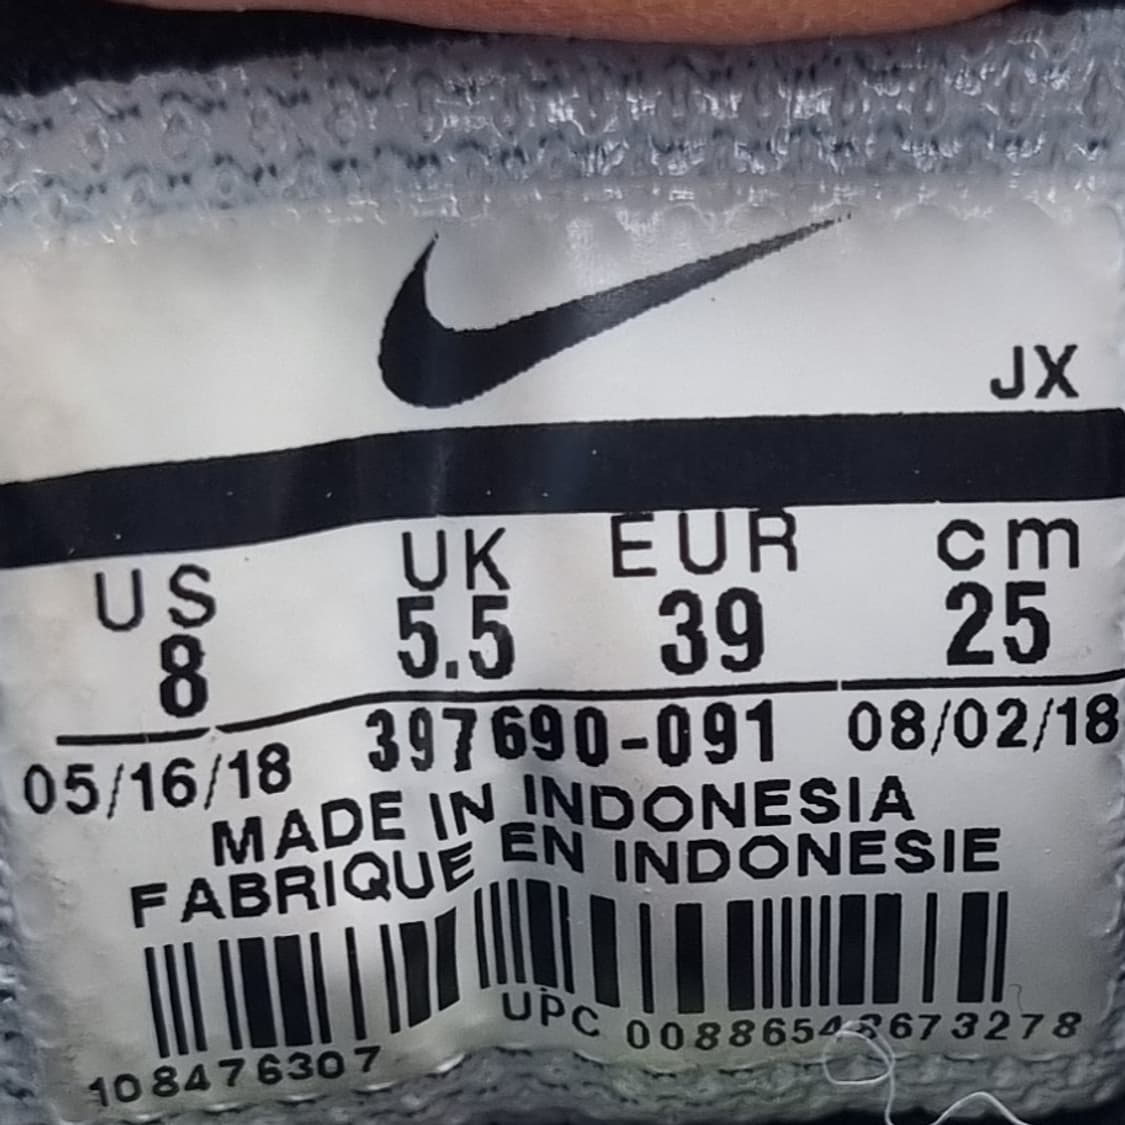 JX
US UK EUR cm
8 5.5 39 25
05/16/18 397690-091 08/02/18
MADE IN INDONESIA
FABRIQUE EN INDONESIE
UPC
108476307